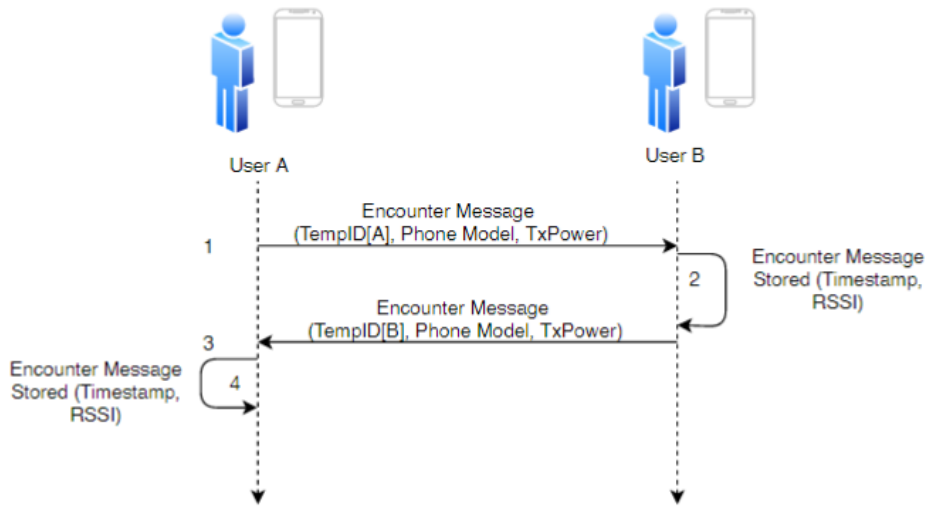 User A
User B
Encounter Message
(TempID[A], Phone Model, TxPower)
1
2
Encounter Message
Stored (Timestamp,
RSSI)
Encounter Message
(TempID[B], Phone Model, TxPower)
3
4
Encounter Message
Stored (Timestamp,
RSSI)